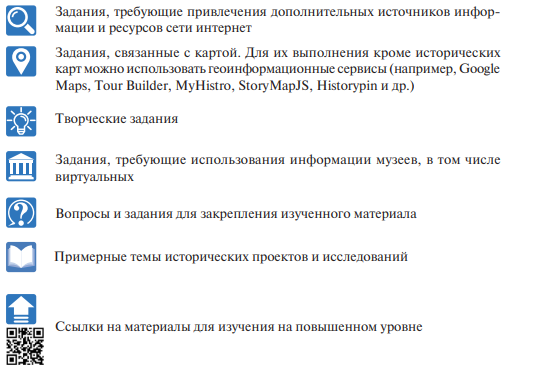 Задания, требующие привлечения дополнительных источников инфор-
мации и ресурсов сети интернет
Задания, связанные с картой. Для их выполнения кроме исторических
карт можно использовать геоинформационные сервисы (например, Google
Maps, Tour Builder, MyHistro, StoryMapJS, Historypin и др.)
Творческие задания
Задания, требующие использования информации музеев, в том числе
виртуальных
Вопросы и задания для закрепления изученного материала
Примерные темы исторических проектов и исследований
Ссылки на материалы для изучения на повышенном уровне